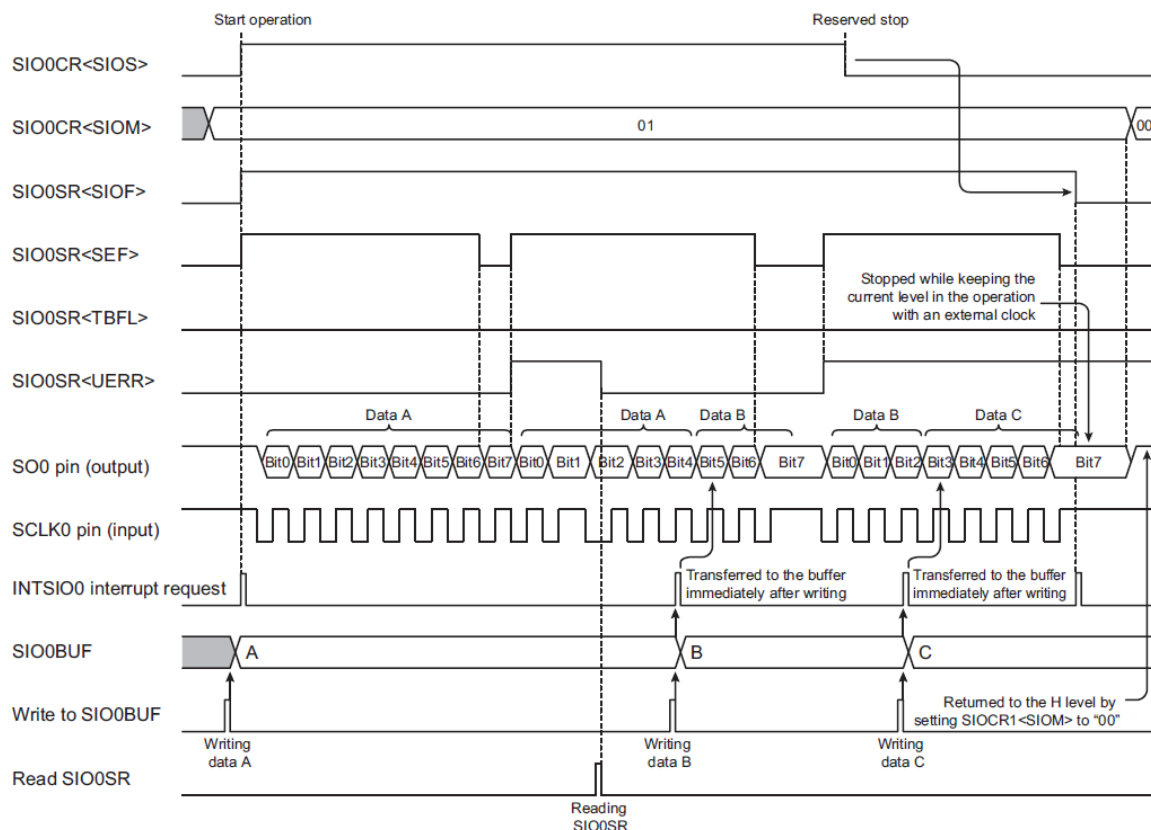 Start operation
Reserved stop
SIO0CR<SIOS>
SIO0CR<SIOM>
01
00
SIO0SR<SIOF>
SIO0SR<SEF>
Stopped while keeping the
current level in the operation
with an external clock
SIO0SR<TBFL>
SIO0SR<UERR>
Data A
Data A
Data B
Data B
Data C
SO0 pin (output)
Bit0 Bit1 Bit2 Bit3 Bit4 Bit5 Bit6 Bit7 Bit0 Bit1 Bit2 Bit3 Bit4 Bit5 Bit6 Bit7 Bit0 Bit1 Bit2 Bit3 Bit4 Bit5 Bit6 Bit7
SCLK0 pin (input)
INTSIO0 interrupt request
Transferred to the buffer
immediately after writing
Transferred to the buffer
immediately after writing
SIO0BUF
A
B
C
Write to SIO0BUF
Returned to the H level by
setting SIOCR1<SIOM> to “00”
Writing
data A
Writing
data B
Writing
data C
Read SIO0SR
Reading
SIO0SR